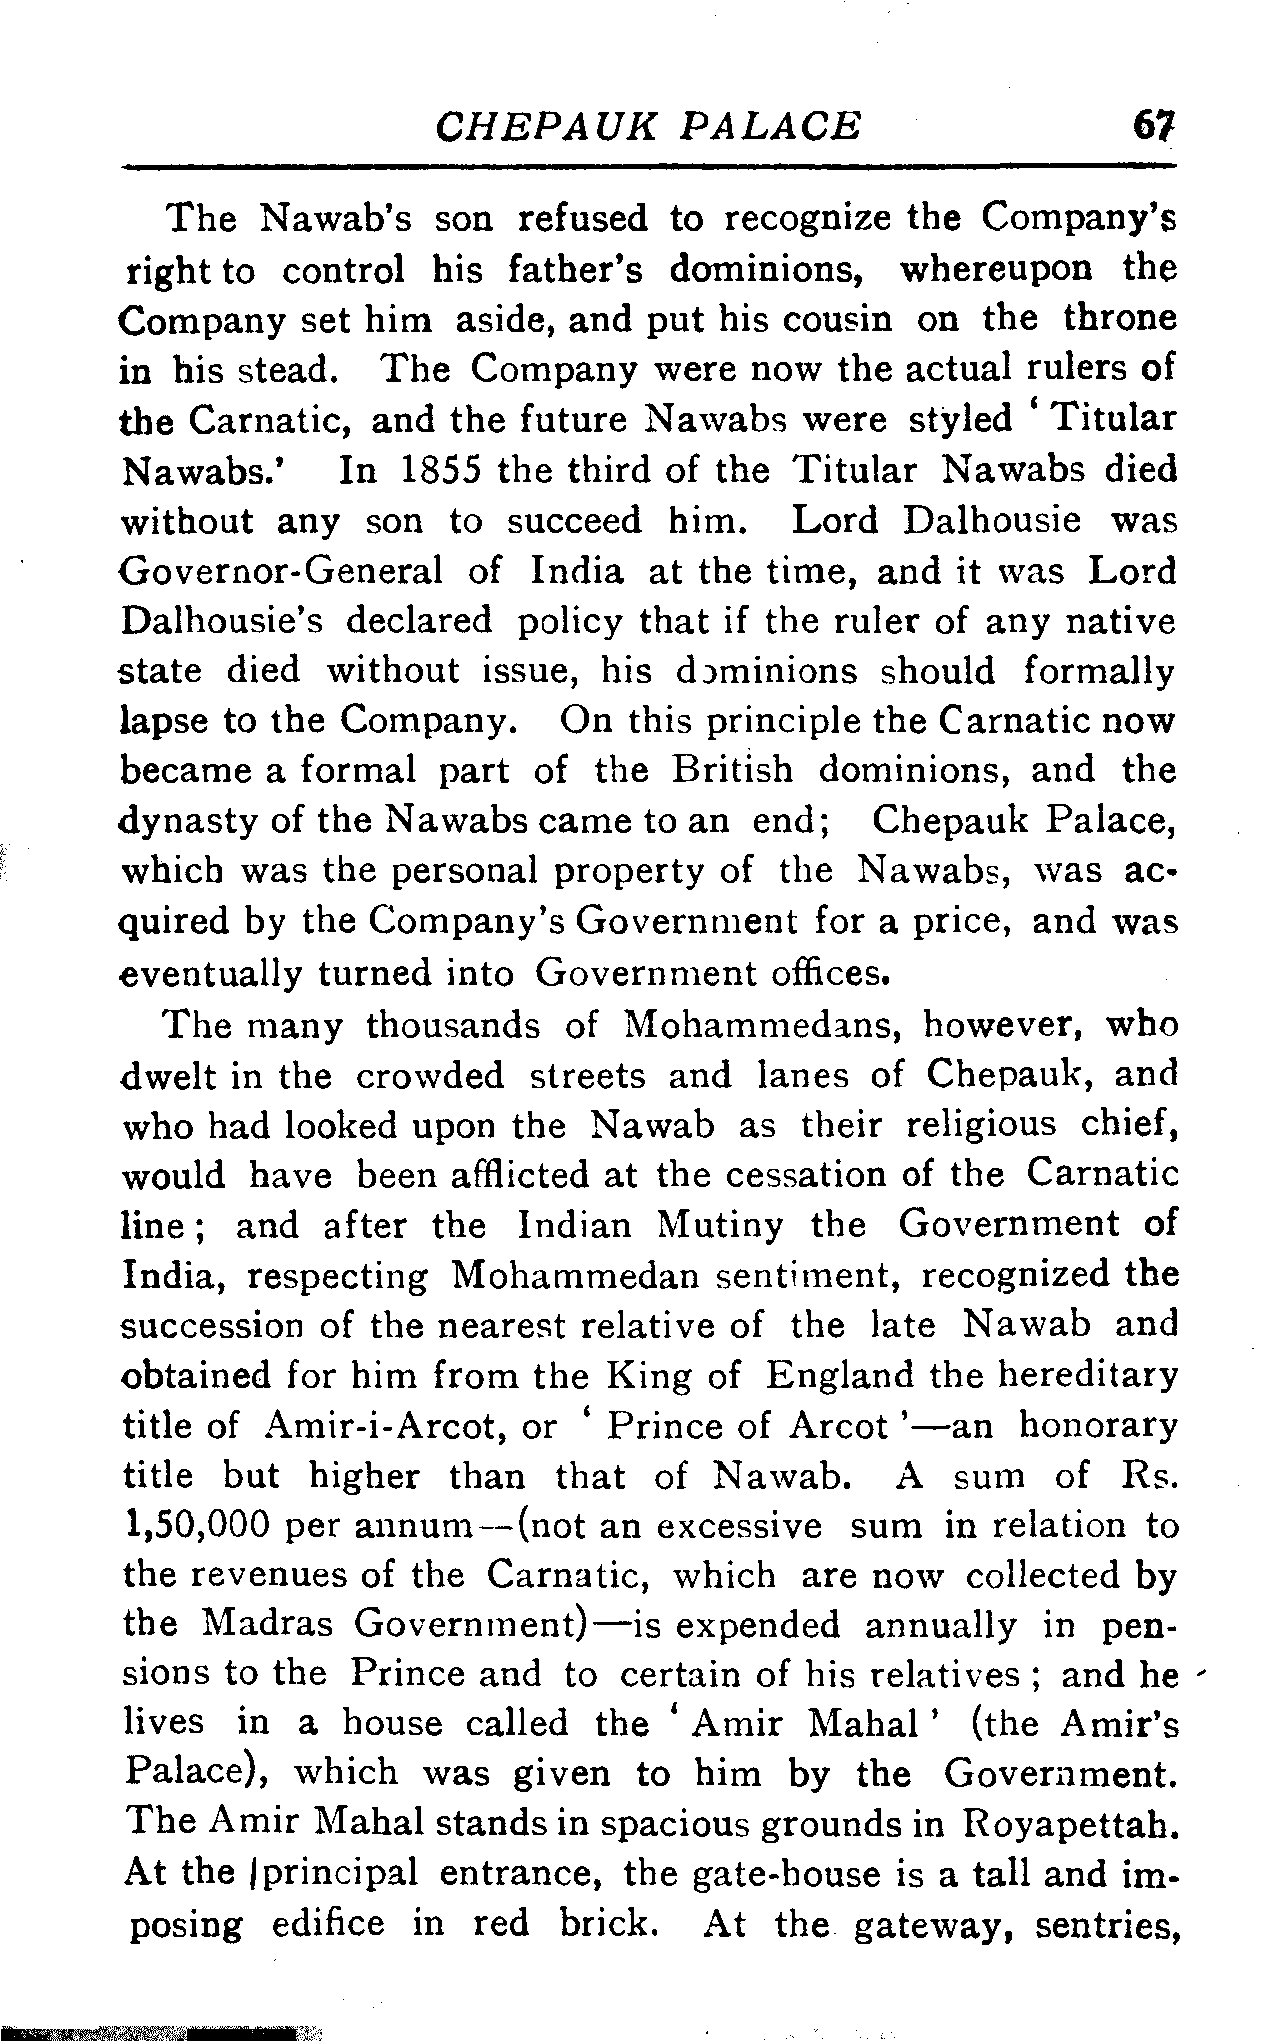 CHEPAUK PALACE 67
The Nawab's son refused to recognize the Company's
right to control his father's dominions, whereupon the
Company set him aside, and put his cousin on the throne
in his stead. The Company were now the actual rulers of
the Carnatic, and the future Nawabs were styled ‘ Titular
Nawabs.’ In 1855 the third of the Titular Nawabs died
without any son to succeed him. Lord Dalhousie was
Governor-General of India at the time, and it was Lord
Dalhousie's declared policy that if the ruler of any native
state died without issue, his dominions should formally
lapse to the Company. On this principle the Carnatic now
became a formal part of the British dominions, and the
dynasty of the Nawabs came to an end; Chepauk Palace,
which was the personal property of the Nawabs, was ac-
quired by the Company's Government for a price, and was
eventually turned into Government offices.
The many thousands of Mohammedans, however, who
dwelt in the crowded streets and lanes of Chepauk, and
who had looked upon the Nawab as their religious chief,
would have been afflicted at the cessation of the Carnatic
line ; and after the Indian Mutiny the Government of
India, respecting Mohammedan sentiment, recognized the
succession of the nearest relative of the late Nawab and
obtained for him from the King of England the hereditary
title of Amir-i-Arcot, or ‘ Prince of Arcot ’—an honorary
title but higher than that of Nawab. A sum of Rs.
1,50,000 per annum—(not an excessive sum in relation to
the revenues of the Carnatic, which are now collected by
the Madras Government)—is expended annually in pen-
sions to the Prince and to certain of his relatives ; and he
lives in a house called the ‘ Amir Mahal ’ (the Amir's
Palace), which was given to him by the Government.
The Amir Mahal stands in spacious grounds in Royapettah.
At the principal entrance, the gate-house is a tall and im-
posing edifice in red brick. At the gateway, sentries,